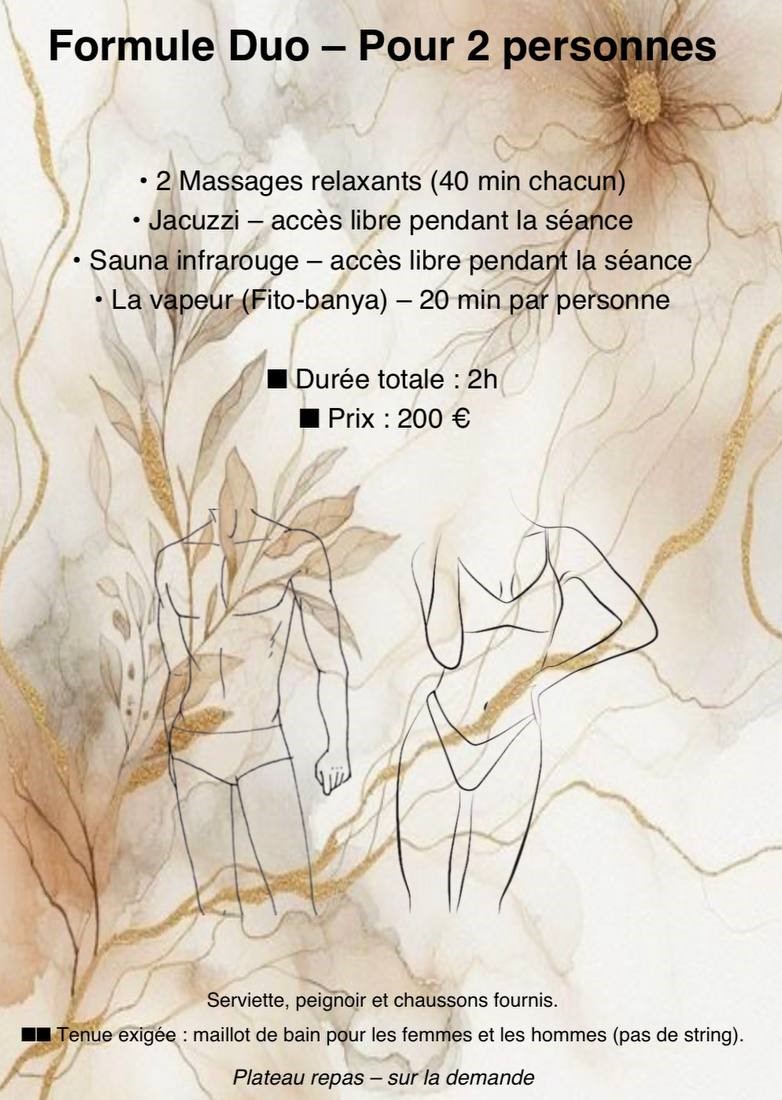 Formule Duo – Pour 2 personnes
• 2 Massages relaxants (40 min chacun)
• Jacuzzi – accès libre pendant la séance
• Sauna infrarouge – accès libre pendant la séance
• La vapeur (Fito-banya) – 20 min par personne
■ Durée totale : 2h
■ Prix : 200 €
Serviette, peignoir et chaussons fournis.
■■ Tenue exigée : maillot de bain pour les femmes et les hommes (pas de string).
Plateau repas – sur la demande